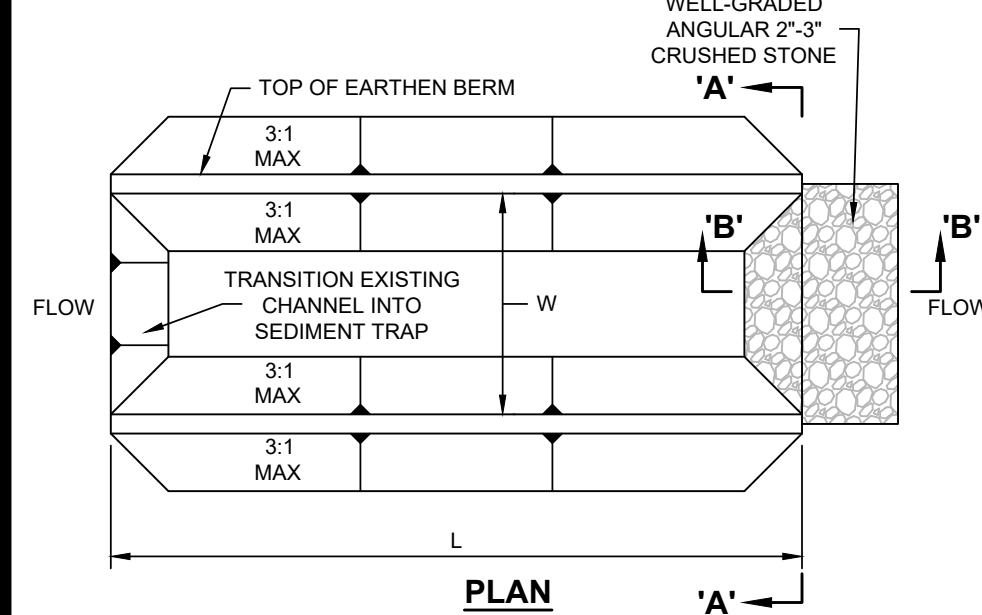 WELL-GRADED
ANGULAR 2"-3"
CRUSHED STONE
'A'
TOP OF EARTHEN BERM
3:1
MAX
3:1
MAX
'B'
'B'
TRANSITION EXISTING
CHANNEL INTO
SEDIMENT TRAP
FLOW
W
FLOW
3:1
MAX
3:1
MAX
L
PLAN
'A'